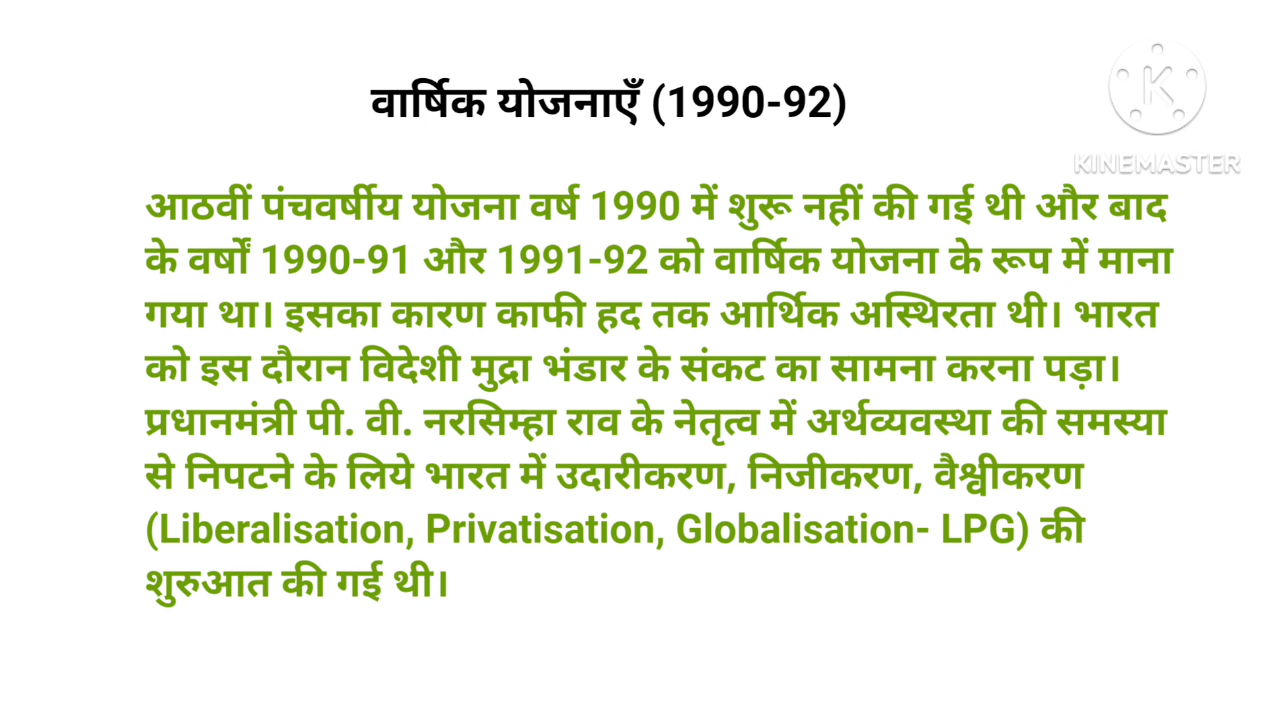 वार्षिक योजनाएँ (1990-92)
KINEMASTER
आठवीं पंचवर्षीय योजना वर्ष 1990 में शुरू नहीं की गई थी और बाद
के वर्षों 1990-91 और 1991-92 को वार्षिक योजना के रूप में माना
गया था। इसका कारण काफी हद तक आर्थिक अस्थिरता थी। भारत
को इस दौरान विदेशी मुद्रा भंडार के संकट का सामना करना पड़ा।
प्रधानमंत्री पी. वी. नरसिम्हा राव के नेतृत्व में अर्थव्यवस्था की समस्या
से निपटने के लिये भारत में उदारीकरण, निजीकरण, वैश्वीकरण
(Liberalisation, Privatisation, Globalisation- LPG) की
शुरुआत की गई थी।